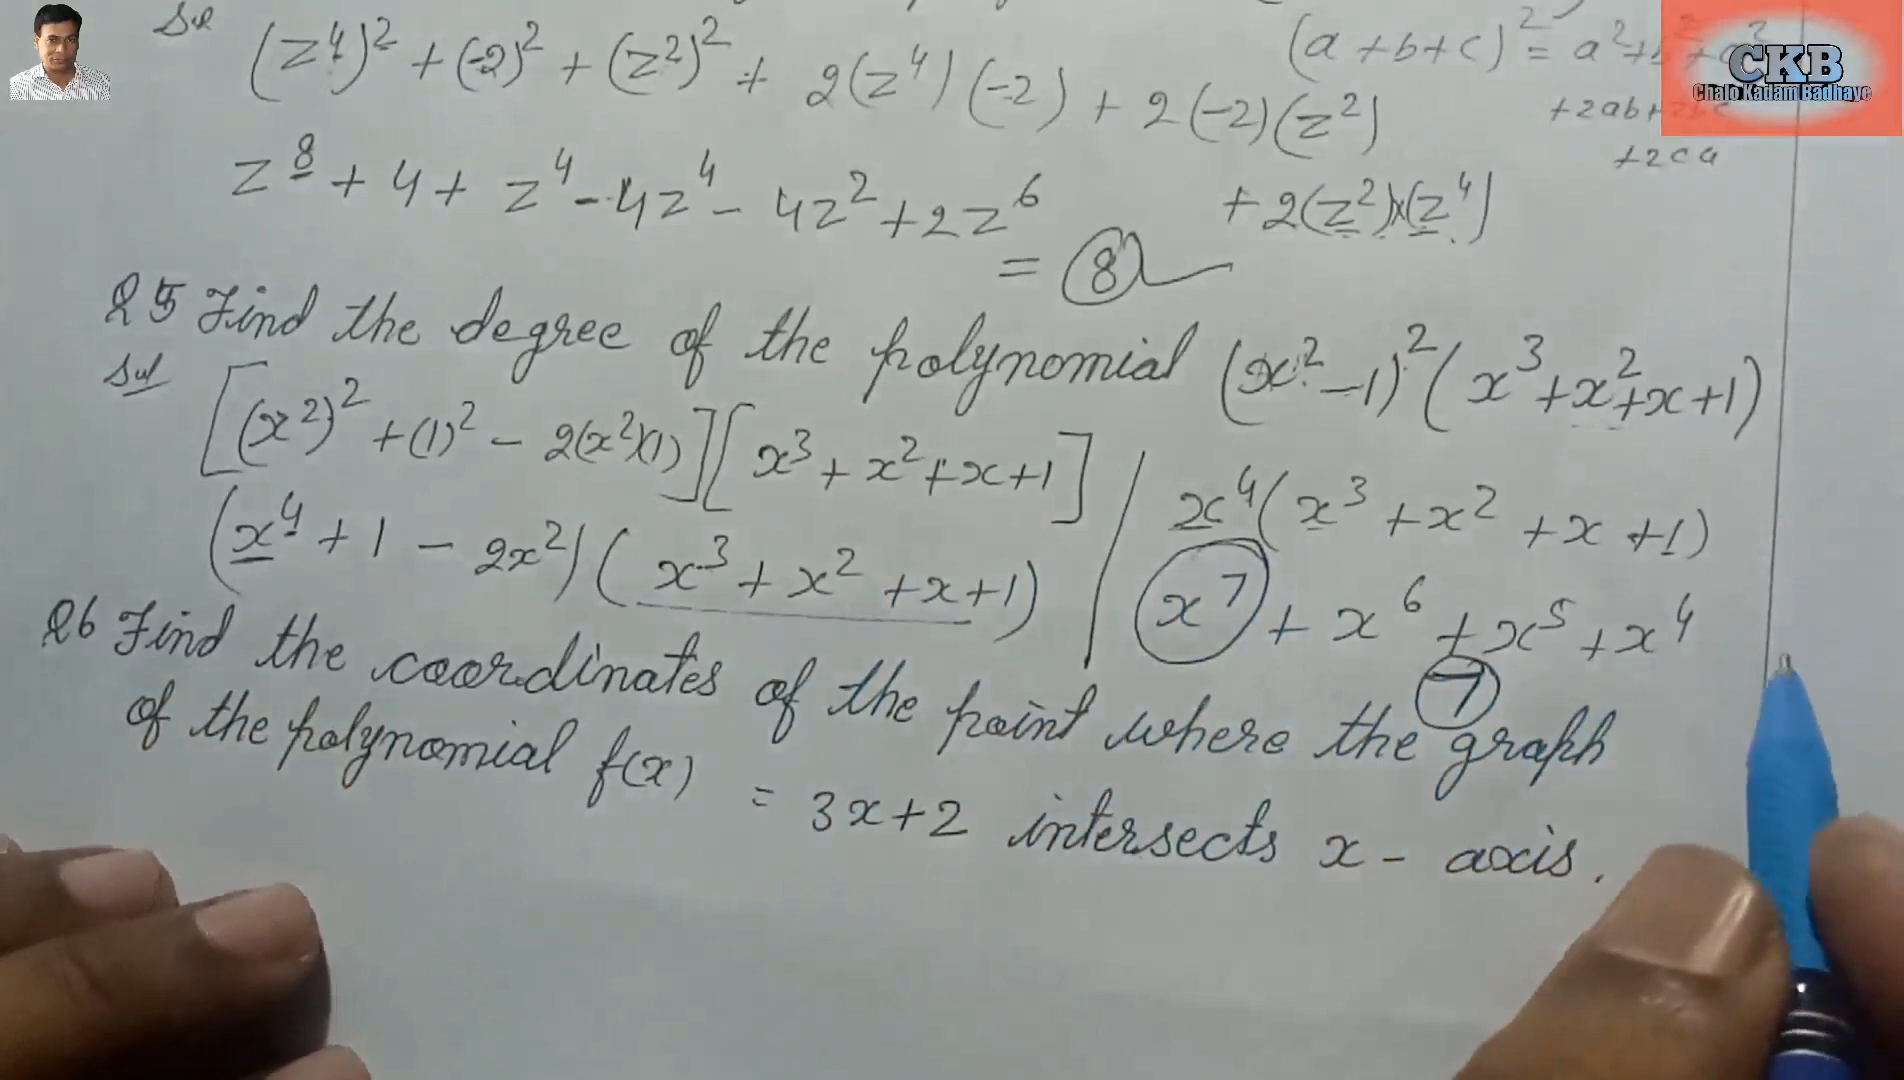 Sol (z⁴)² + (-2)² + (z²)² + 2(z⁴)(-2) + 2(-2)(z²)
(a+b+c)² = a²+b²+c²
+2ab+2bc
+2ca
CKB
Chalo Kadam Badhaye
z⁸ + 4 + z⁴ - 4z⁴ - 4z² + 2z⁶
+ 2(z²)×(z⁴)
= 8
Q5 Find the degree of the polynomial (x²-1)² (x³+x²+x+1)
Sol [(x²)² + (1)² - 2(x²)(1)][x³ + x² + x + 1]
x⁴(x³ + x² + x + 1)
(x⁴ + 1 - 2x²)(x³ + x² + x + 1)
x⁷ + x⁶ + x⁵ + x⁴
7
Q6 Find the coordinates of the point where the graph
of the polynomial f(x) = 3x+2 intersects x - axis.